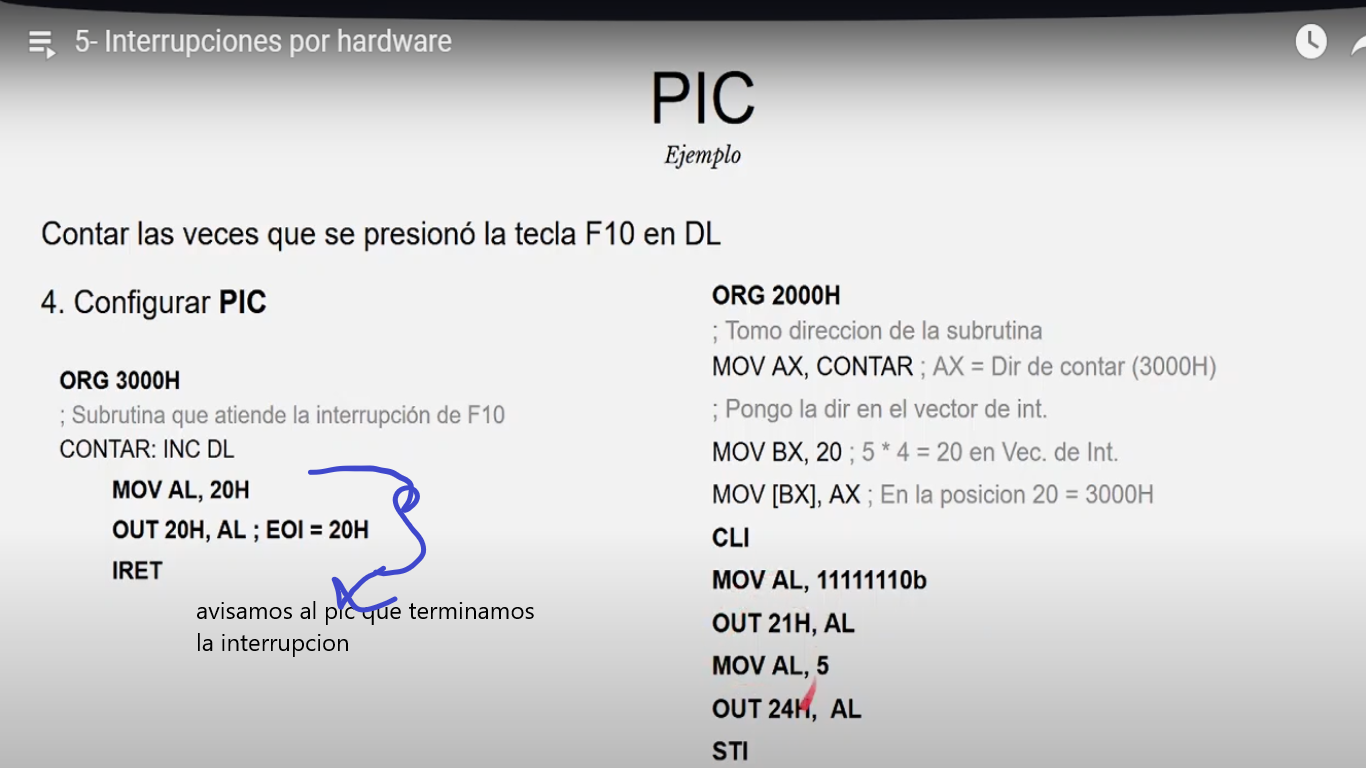 5- Interrupciones por hardware
PIC
Ejemplo
Contar las veces que se presionó la tecla F10 en DL
4. Configurar PIC
ORG 3000H
; Subrutina que atiende la interrupción de F10
CONTAR: INC DL
MOV AL, 20H
OUT 20H, AL ; EOI = 20H
IRET
avisamos al pic que terminamos
la interrupcion
ORG 2000H
; Tomo direccion de la subrutina
MOV AX, CONTAR ; AX = Dir de contar (3000H)
; Pongo la dir en el vector de int.
MOV BX, 20 ; 5 * 4 = 20 en Vec. de Int.
MOV [BX], AX ; En la posicion 20 = 3000H
CLI
MOV AL, 11111110b
OUT 21H, AL
MOV AL, 5
OUT 24H, AL
STI